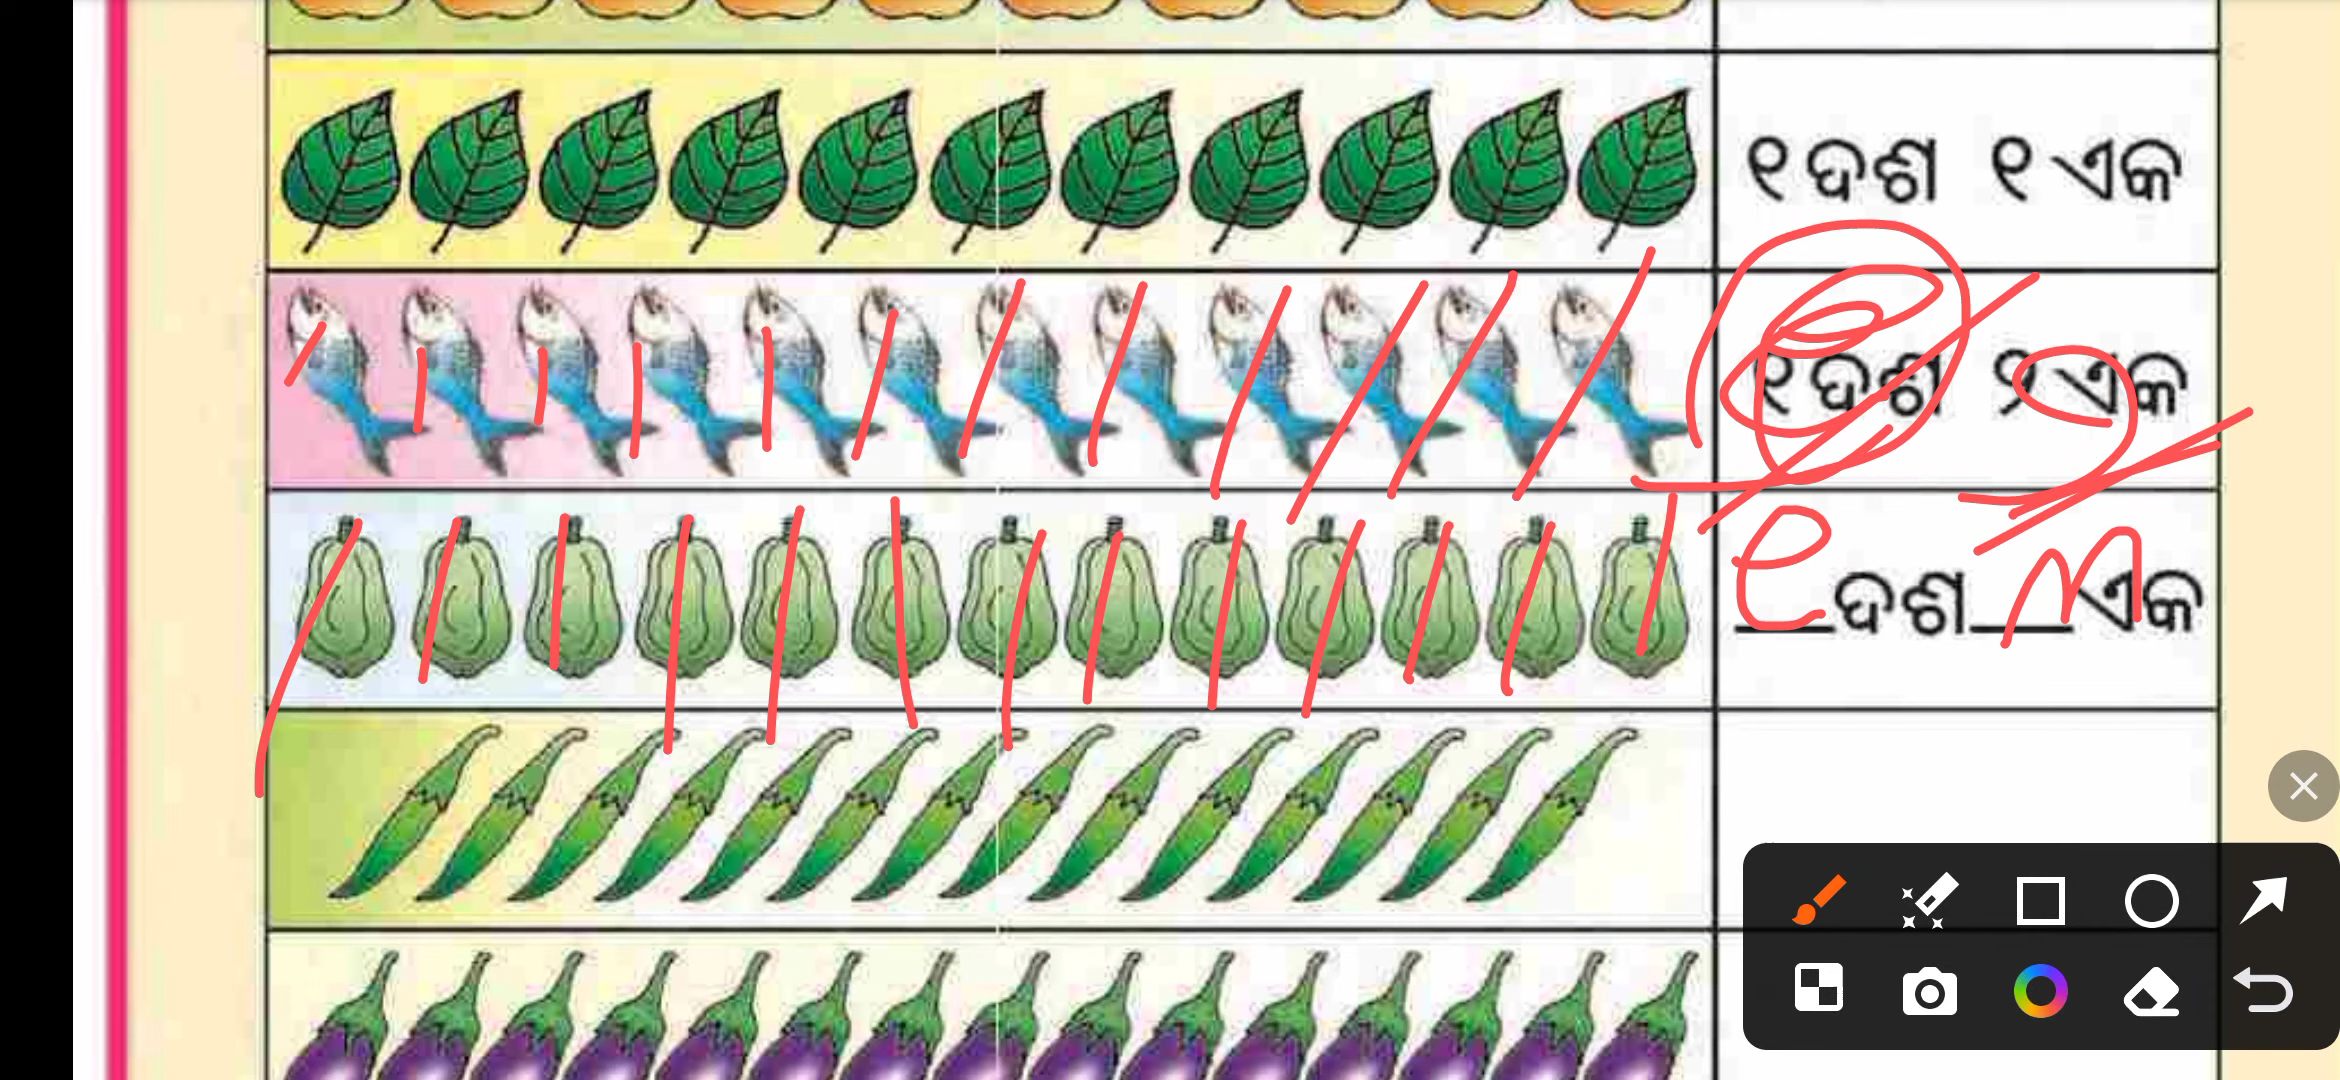 ୧ ଦଶ ୧ ଏକ
୧ ଦଶ ୨ ଏକ
୧ ଦଶ ୩ ଏକ